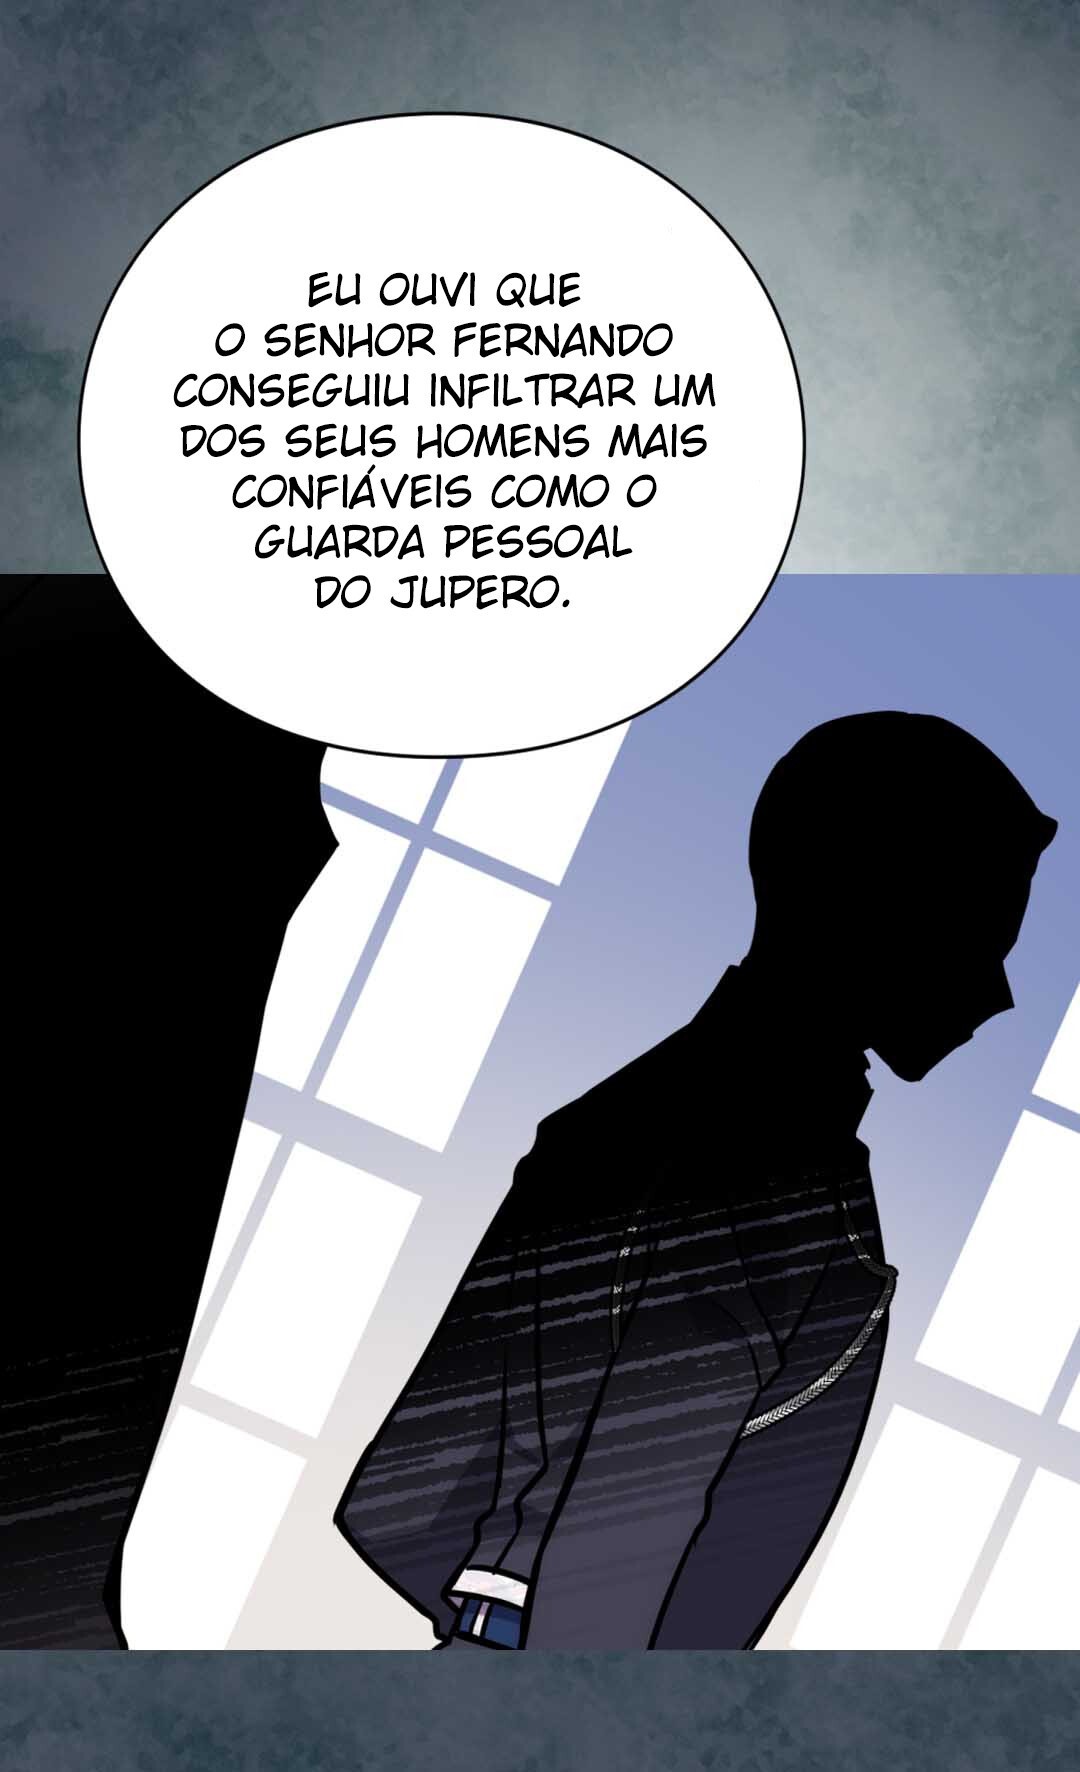 EU OUVI QUE
O SENHOR FERNANDO
CONSEGUIU INFILTRAR UM
DOS SEUS HOMENS MAIS
CONFIÁVEIS COMO O
GUARDA PESSOAL
DO JUPERO.